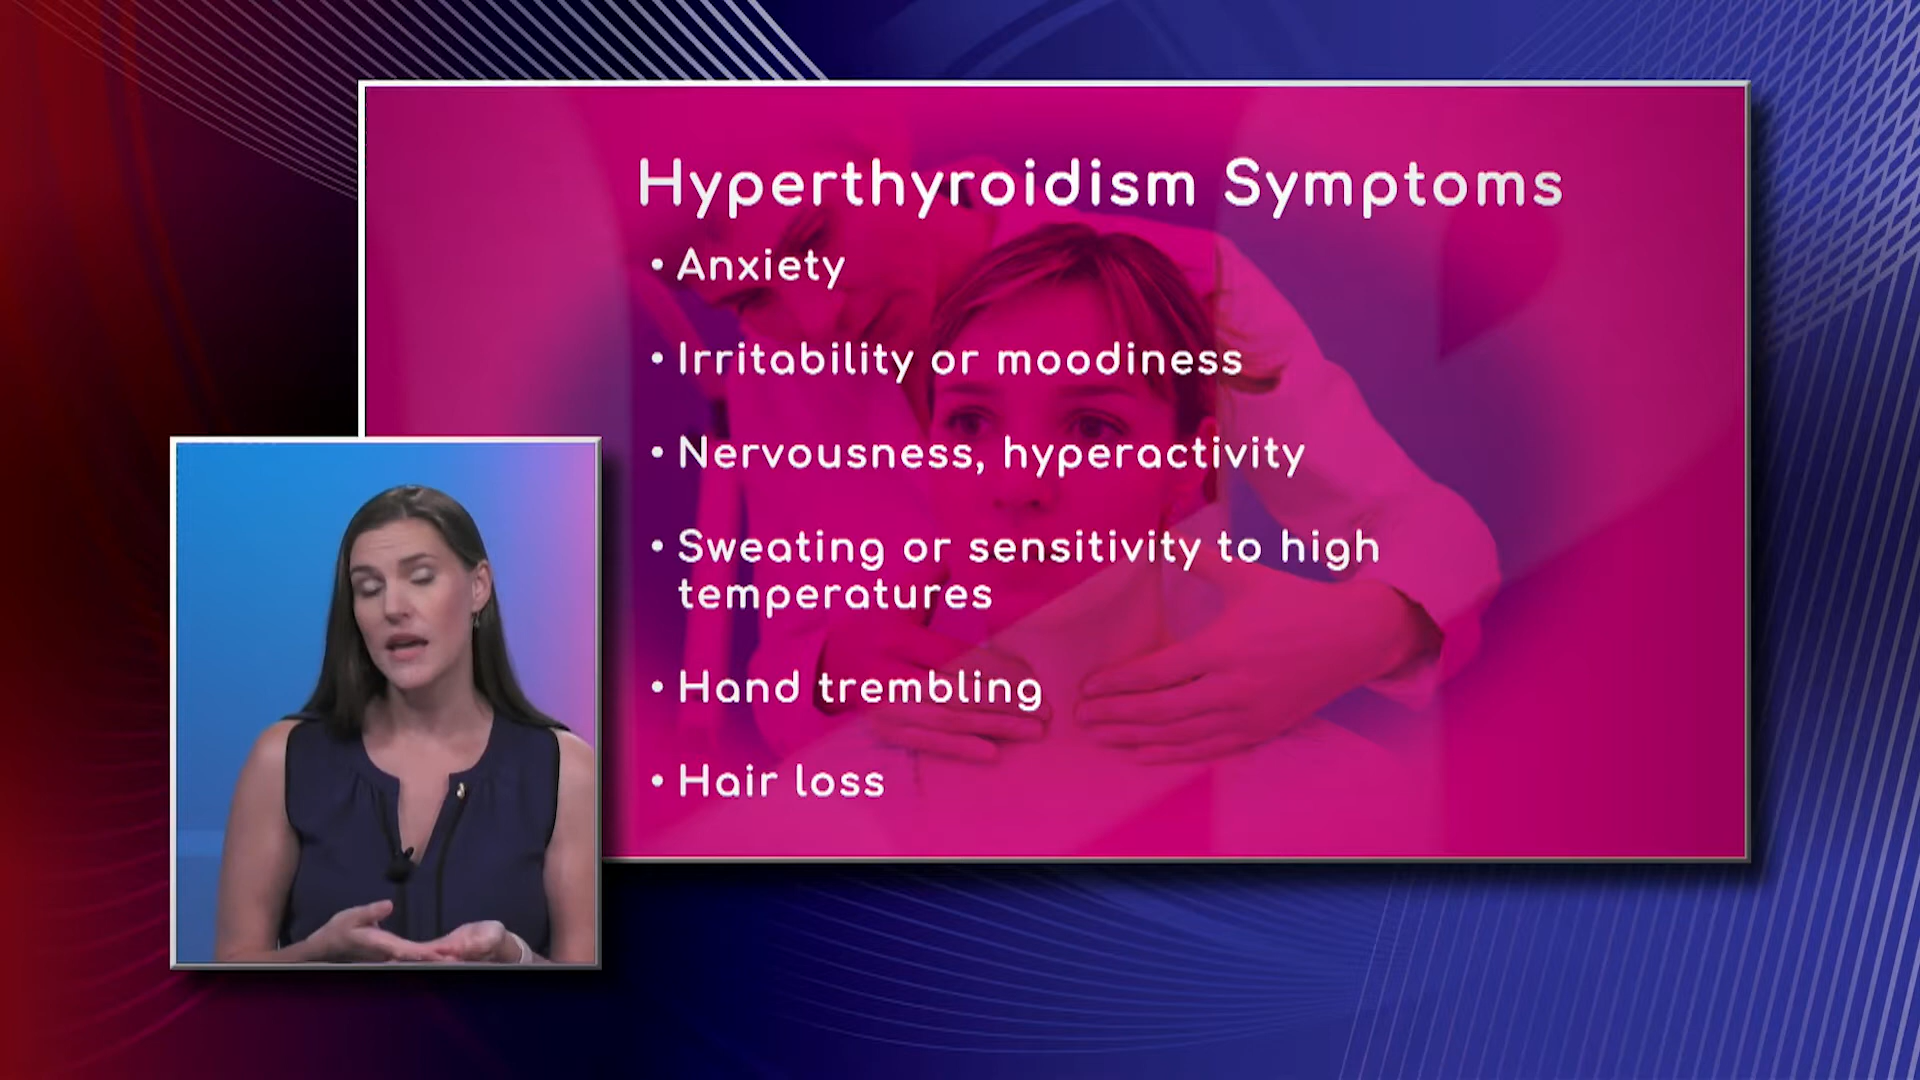 Hyperthyroidism Symptoms
• Anxiety
• Irritability or moodiness
• Nervousness, hyperactivity
• Sweating or sensitivity to high
temperatures
• Hand trembling
• Hair loss